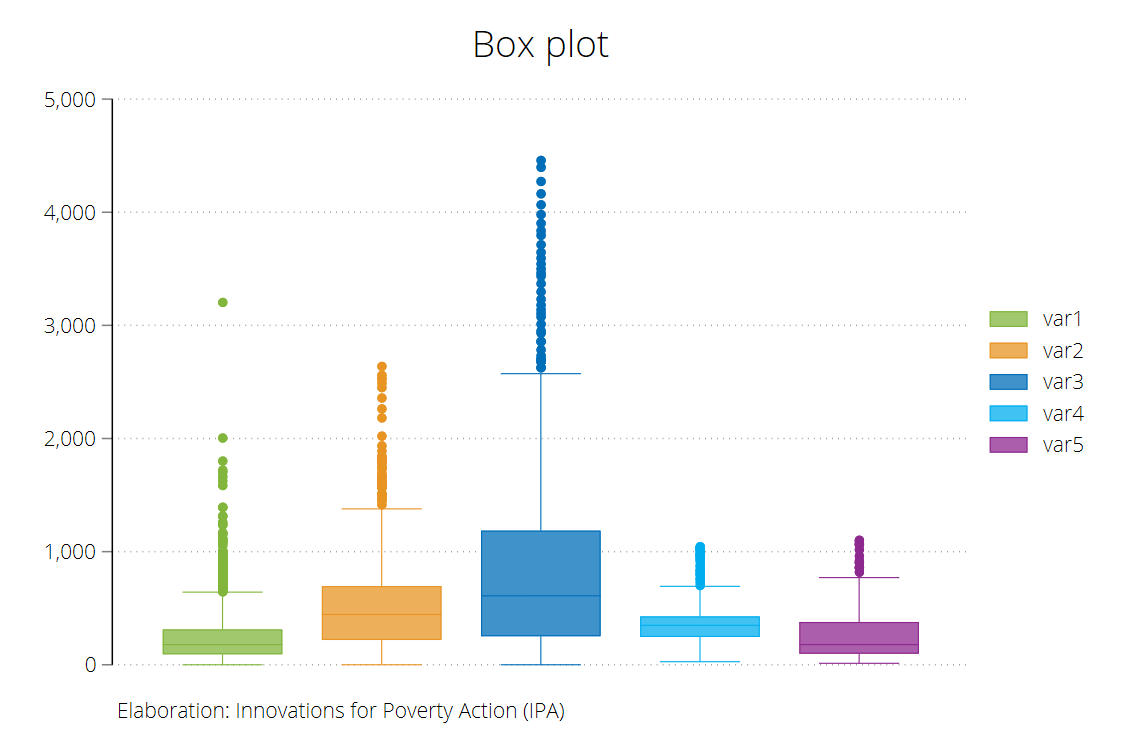 Box plot
5,000
4,000
3,000
2,000
1,000
0
var1
var2
var3
var4
var5
Elaboration: Innovations for Poverty Action (IPA)